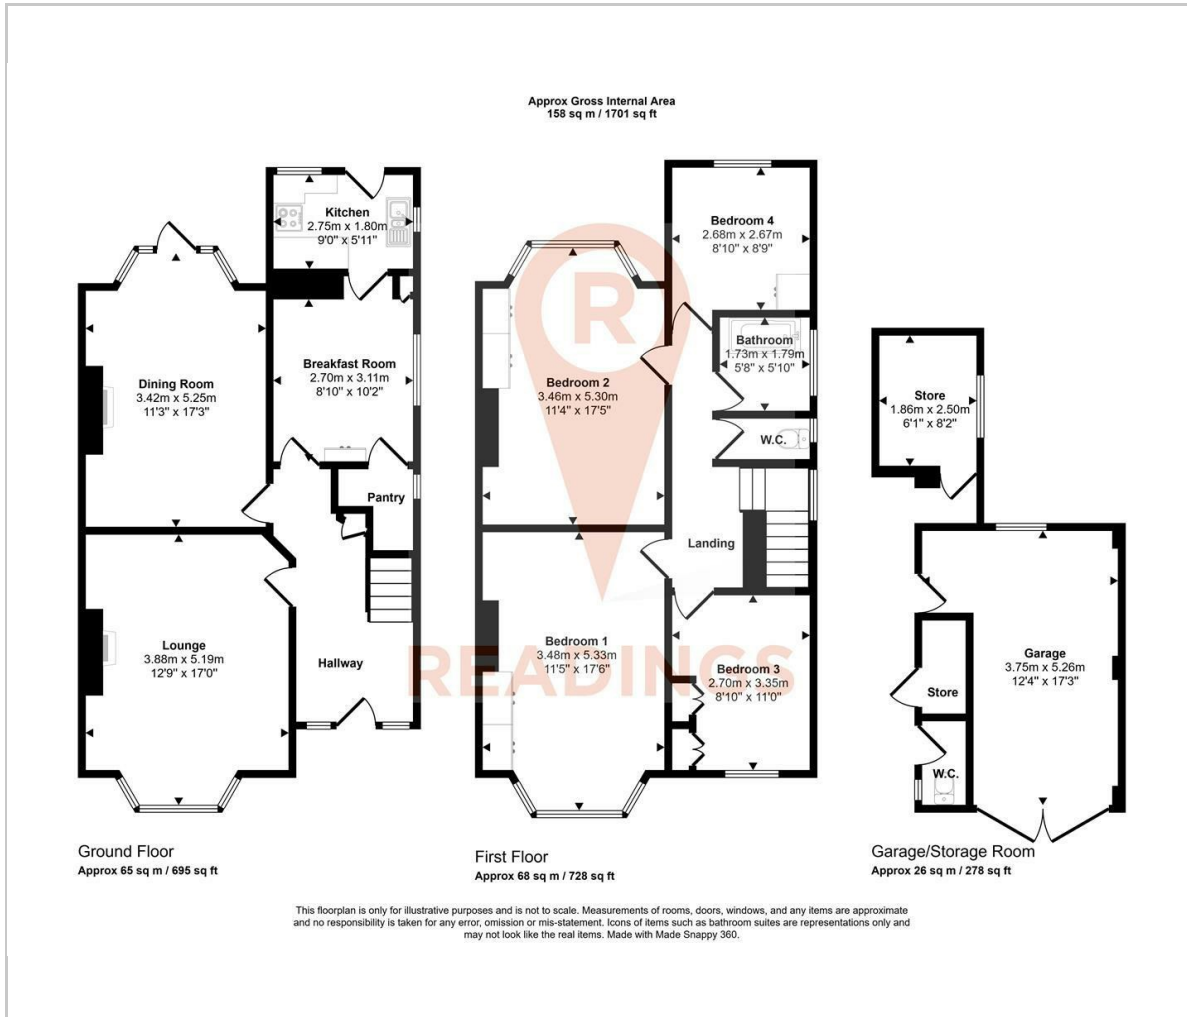 Approx Gross Internal Area
158 sq m / 1701 sq ft
Kitchen
2.75m x 1.80m
9'0" x 5'11"
Dining Room
3.42m x 5.25m
11'3" x 17'3"
Breakfast Room
2.70m x 3.11m
8'10" x 10'2"
Pantry
Lounge
3.88m x 5.19m
12'9" x 17'0"
Hallway
Ground Floor
Approx 65 sq m / 695 sq ft
Bedroom 4
2.68m x 2.67m
8'10" x 8'9"
Bathroom
1.73m x 1.79m
5'8" x 5'10"
Bedroom 2
3.46m x 5.30m
11'4" x 17'5"
W.C.
Landing
Bedroom 1
3.48m x 5.33m
11'5" x 17'6"
Bedroom 3
2.70m x 3.35m
8'10" x 11'0"
First Floor
Approx 68 sq m / 728 sq ft
R
READINGS
Store
1.86m x 2.50m
6'1" x 8'2"
Garage
3.75m x 5.26m
12'4" x 17'3"
Store
W.C.
Garage/Storage Room
Approx 26 sq m / 278 sq ft
This floorplan is only for illustrative purposes and is not to scale. Measurements of rooms, doors, windows, and any items are approximate
and no responsibility is taken for any error, omission or mis-statement. Icons of items such as bathroom suites are representations only and
may not look like the real items. Made with Made Snappy 360.